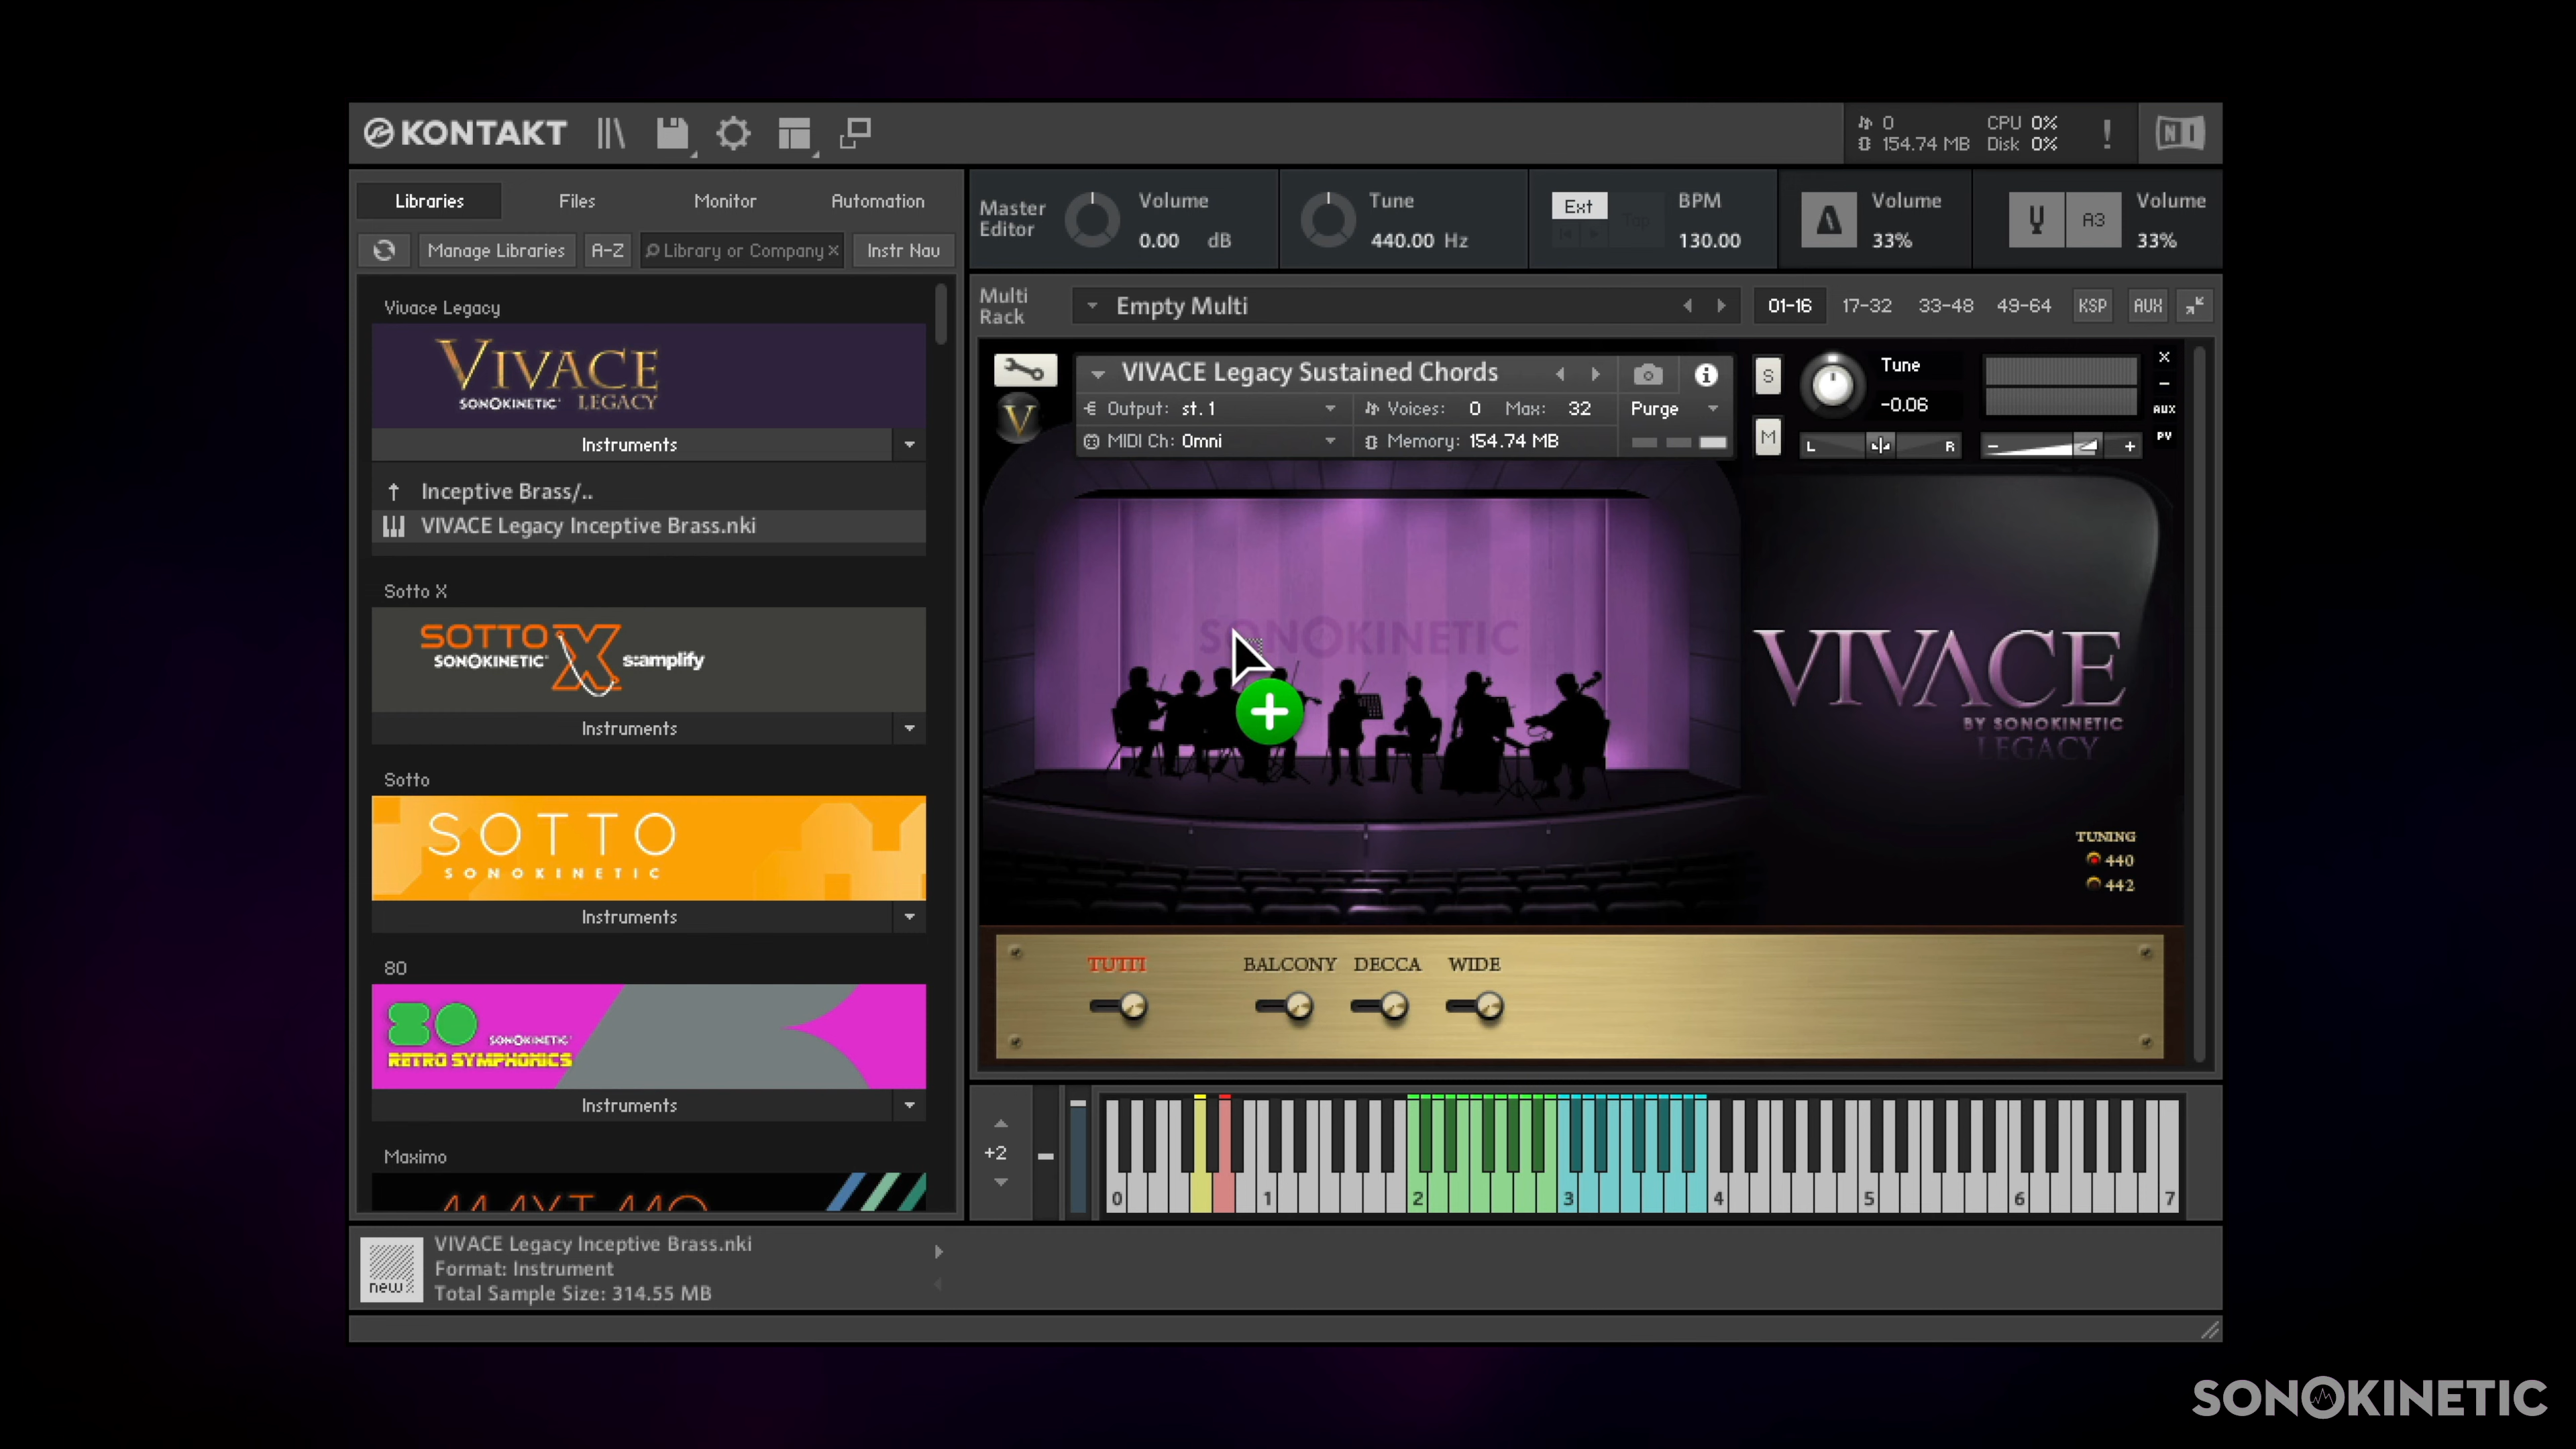 KONTAKT
0
154.74 MB
CPU 0%
Disk 0%
!
NI
Libraries
Files
Monitor
Automation
Manage Libraries
A-Z
Library or Company
Instr Nau
Vivace Legacy
VIVACE
SONOKINETIC LEGACY
Instruments
Inceptive Brass/..
VIVACE Legacy Inceptive Brass.nki
Sotto X
SOTTO X
SONOKINETIC s:amplify
Instruments
Sotto
SOTTO
SONOKINETIC
Instruments
80
80 SONOKINETIC
RETRO SYMPHONICS
Instruments
Maximo
MAXIMO
VIVACE Legacy Inceptive Brass.nki
Format: Instrument
Total Sample Size: 314.55 MB
new
Master
Editor
Volume
0.00 dB
Tune
440.00 Hz
Ext
Tap
BPM
130.00
Volume
33%
A3
Volume
33%
Multi
Rack
Empty Multi
01-16
17-32
33-48
49-64
KSP
AUX
VIVACE Legacy Sustained Chords
Output: st.1
Voices: 0 Max: 32
Purge
MIDI Ch: Omni
Memory: 154.74 MB
V
S
M
Tune
-0.06
L
R
-
+
x
-
AUX
PV
SONOKINETIC
VIVACE
BY SONOKINETIC
LEGACY
TUNING
440
442
TUTTI
BALCONY
DECCA
WIDE
+2
0
1
2
3
4
5
6
7
SONOKINETIC